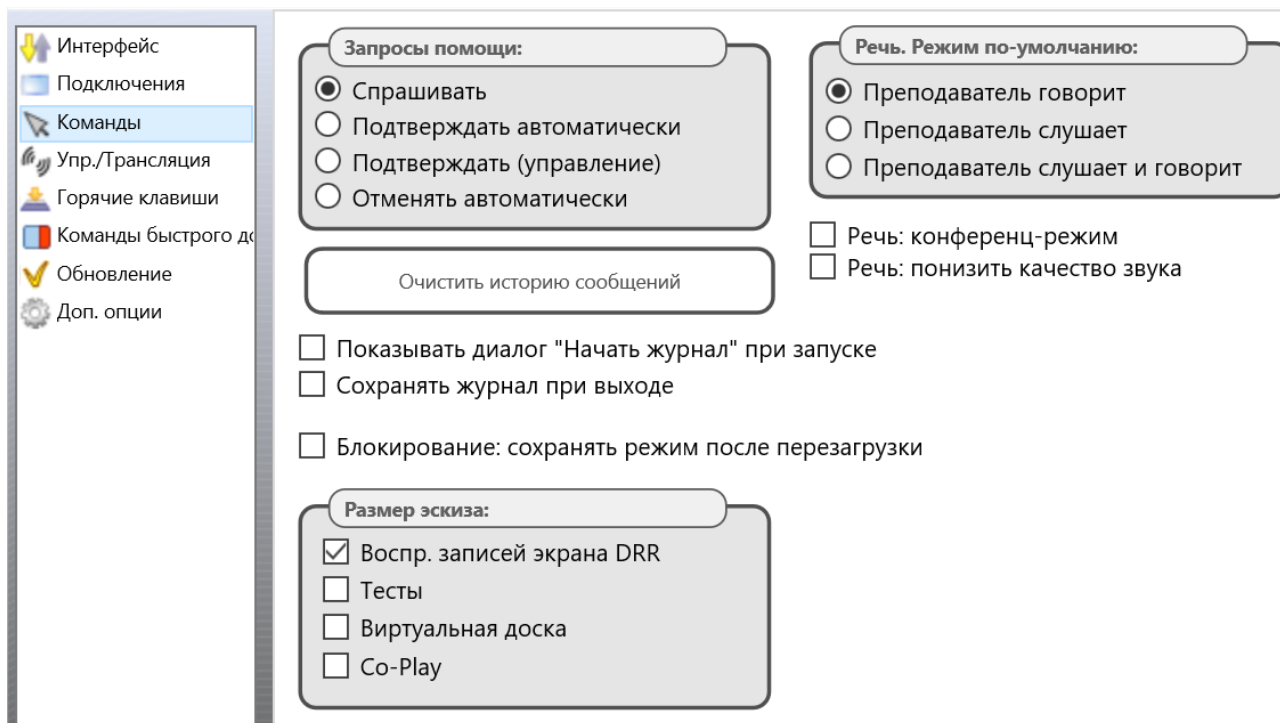 Интерфейс
Подключения
Команды
Упр./Трансляция
Горячие клавиши
Команды быстрого до
Обновление
Доп. опции
Запросы помощи:
Спрашивать
Подтверждать автоматически
Подтверждать (управление)
Отменять автоматически
Очистить историю сообщений
Речь. Режим по-умолчанию:
Преподаватель говорит
Преподаватель слушает
Преподаватель слушает и говорит
Речь: конференц-режим
Речь: понизить качество звука
Показывать диалог "Начать журнал" при запуске
Сохранять журнал при выходе
Блокирование: сохранять режим после перезагрузки
Размер эскиза:
Воспр. записей экрана DRR
Тесты
Виртуальная доска
Co-Play